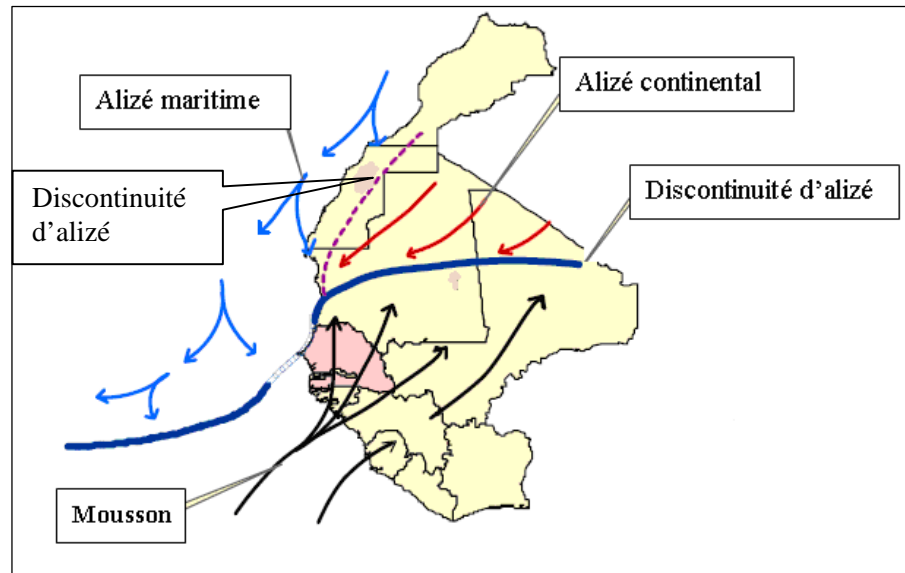 Alizé maritime
Alizé continental
Discontinuité
d'alizé
Discontinuité d'alizé
Mousson